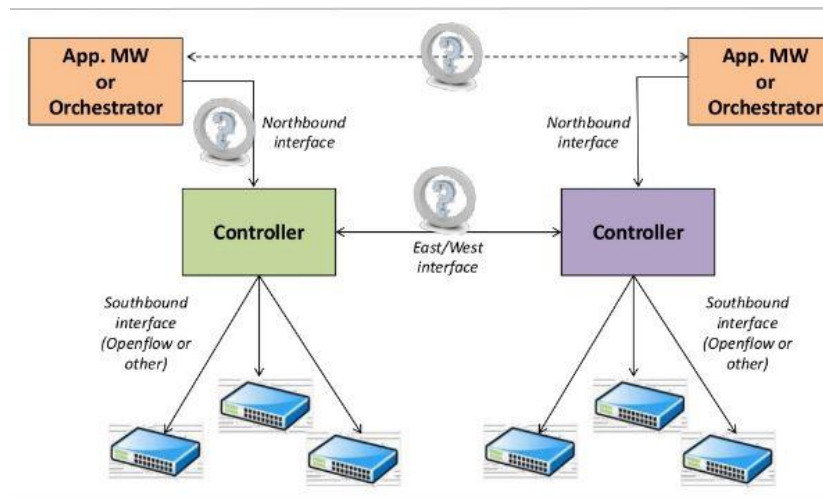 App. MW
or
Orchestrator
App. MW
or
Orchestrator
Northbound
interface
Northbound
interface
Controller
Controller
East/West
interface
Southbound
interface
(Openflow or
other)
Southbound
interface
(Openflow or
other)